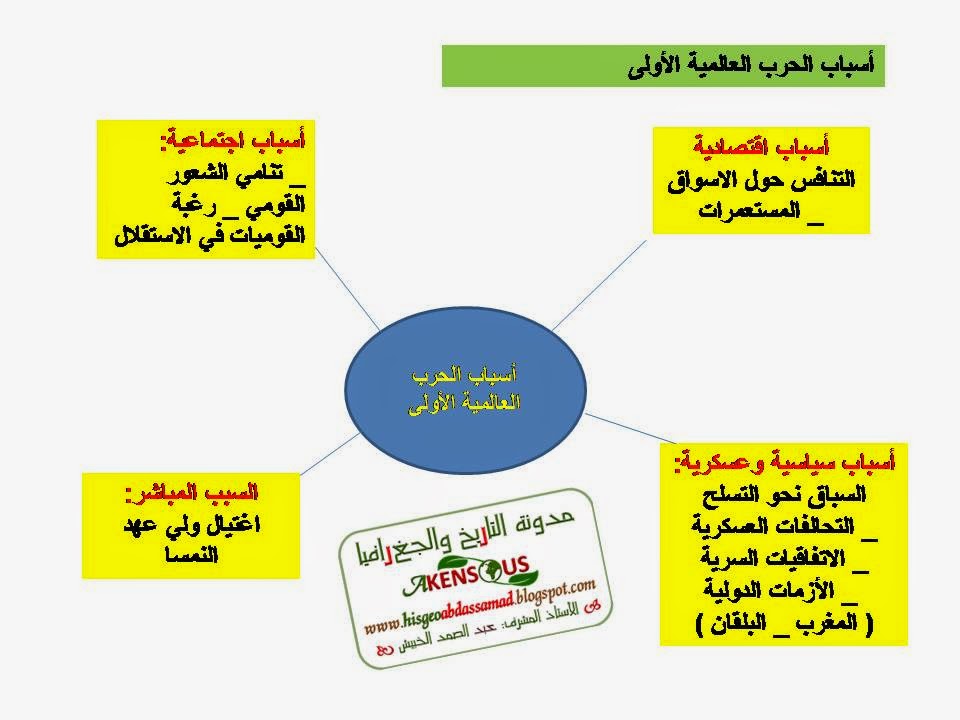 أسباب الحرب العالمية الأولى
أسباب اقتصادية
التنافس حول الاسواق
_ المستعمرات
أسباب اجتماعية:
_ تنامي الشعور
القومي _ رغبة
القوميات في الاستقلال
أسباب الحرب
العالمية الأولى
أسباب سياسية وعسكرية:
السباق نحو التسلح
_ التحالفات العسكرية
_ الاتفاقيات السرية
_ الأزمات الدولية
( المغرب _ البلقان )
السبب المباشر:
اغتيال ولي عهد
النمسا
مدونة التاريخ والجغرافيا
AKENSOUS
www.hisgeoabdassamad.blogspot.com
الأستاذ المشرف: عبد الصمد الخبيش